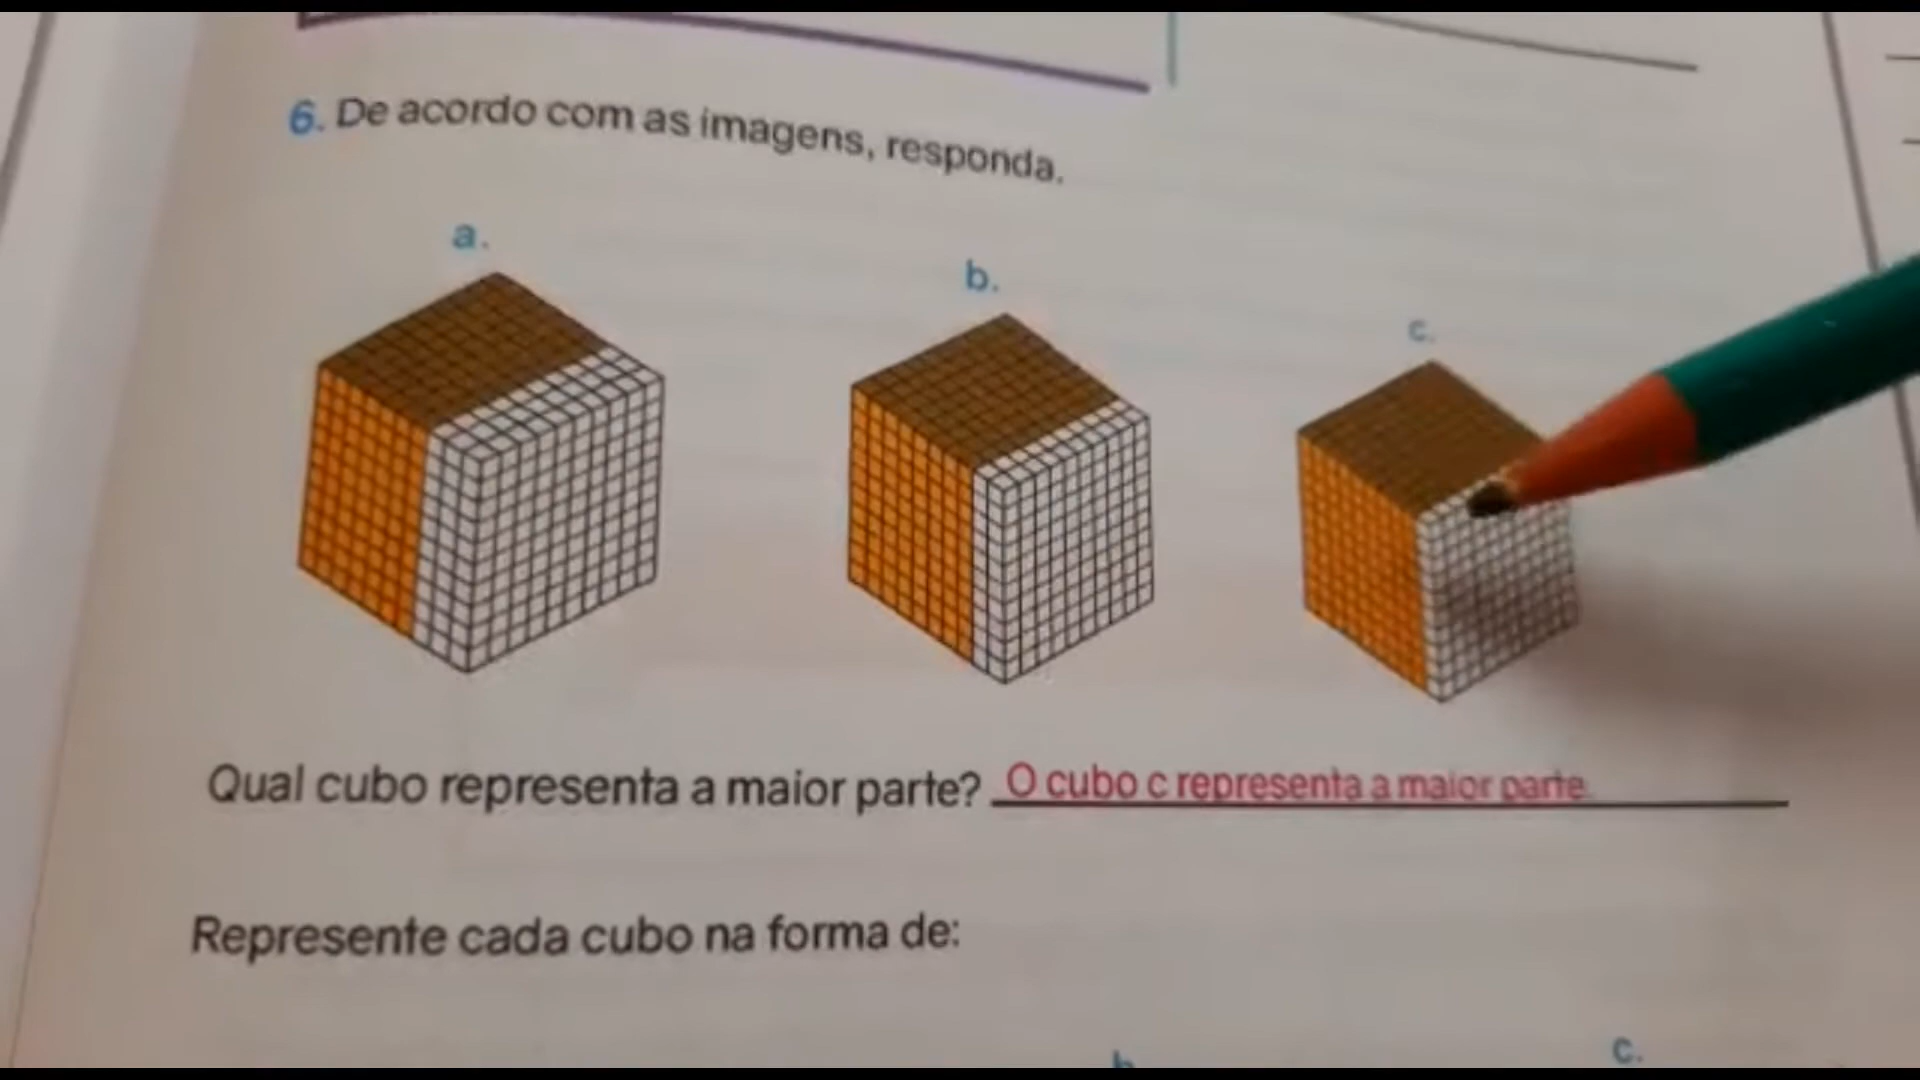 6. De acordo com as imagens, responda.
a.
b.
c.
Qual cubo representa a maior parte? O cubo c representa a maior parte
Represente cada cubo na forma de:
b
c.